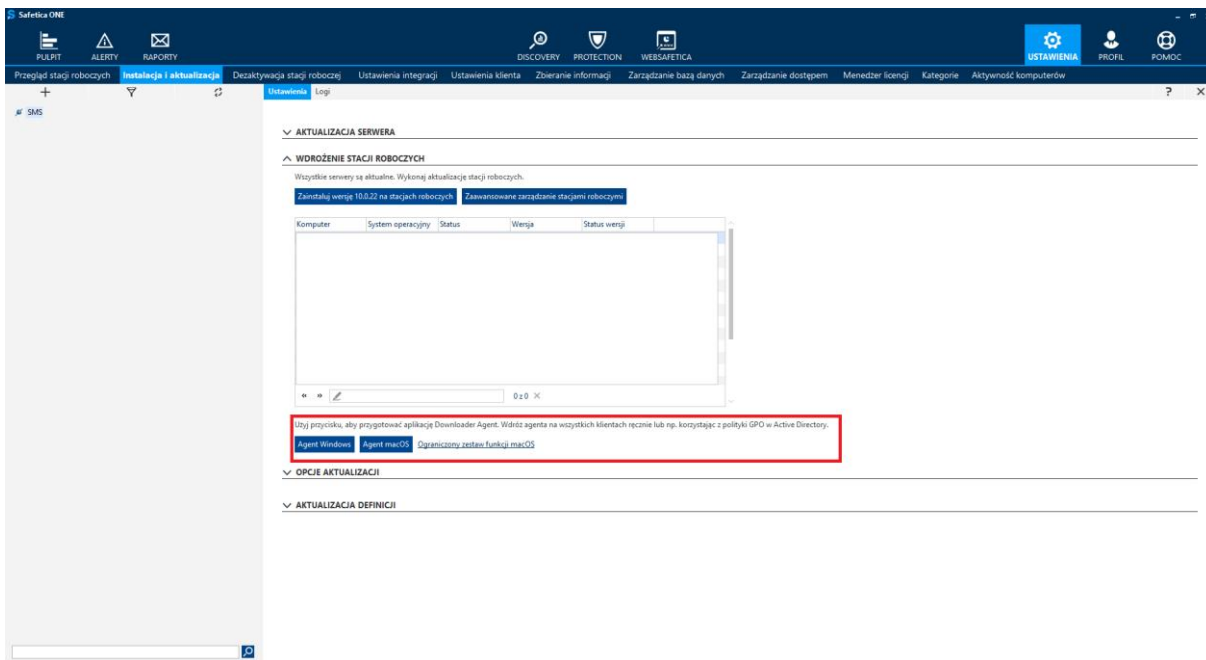 Safetica ONE
PULPIT ALERTY RAPORTY DISCOVERY PROTECTION WEBSAFETICA USTAWIENIA PROFIL POMOC
Przegląd stacji roboczych Instalacja i aktualizacja Dezaktywacja stacji roboczej Ustawienia integracji Ustawienia klienta Zbieranie informacji Zarządzanie bazą danych Zarządzanie dostępem Menedżer licencji Kategorie Aktywność komputerów
Ustawienia Logi ?
SMS
AKTUALIZACJA SERWERA
WDROŻENIE STACJI ROBOCZYCH
Wszystkie serwery są aktualne. Wykonaj aktualizację stacji roboczych.
Zainstaluj wersję 10.0.22 na stacjach roboczych Zaawansowane zarządzanie stacjami roboczymi
Komputer System operacyjny Status Wersja Status wersji
0 z 0
Użyj przycisku, aby przygotować aplikację Downloader Agent. Wdróż agenta na wszystkich klientach ręcznie lub np. korzystając z polityki GPO w Active Directory.
Agent Windows Agent macOS Ograniczony zestaw funkcji macOS
OPCJE AKTUALIZACJI
AKTUALIZACJA DEFINICJI